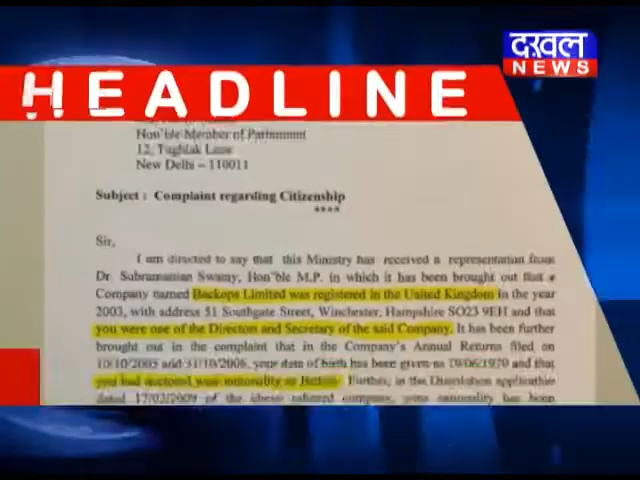 दखल
NEWS
HEADLINE
Hon'ble Member of Parliament
12, Tughlak Lane
New Delhi – 110011
Subject : Complaint regarding Citizenship
****
Sir,
I am directed to say that this Ministry has received a representation from
Dr. Subramanian Swamy, Hon'ble M.P. in which it has been brought out that a
Company named Backops Limited was registered in the United Kingdom in the year
2003, with address 51 Southgate Street, Winchester, Hampshire SO23 9EH and that
you were one of the Directors and Secretary of the said Company. It has been further
brought out in the complaint that in the Company's Annual Returns filed on
10/10/2005 and 31/10/2006, your date of birth has been given as 19/06/1970 and that
you had declared your nationality as British. Further, in the Dissolution application
dated 17/02/2009 of the above referred company, your nationality has been